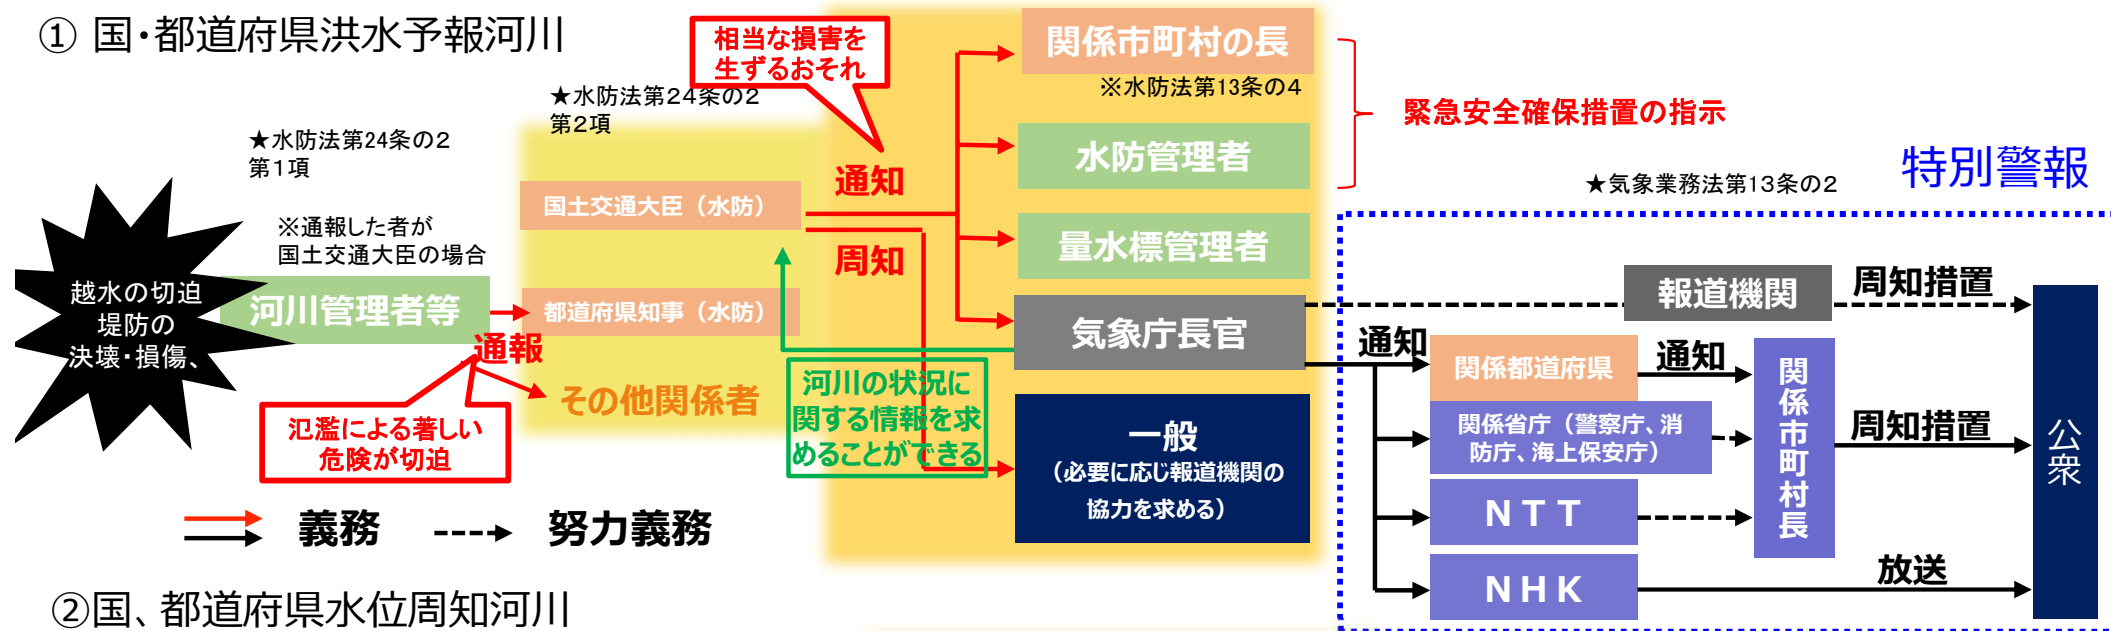 ① 国・都道府県洪水予報河川
★水防法第24条の2
第1項
※通報した者が
国土交通大臣の場合
越水の切迫
堤防の
決壊・損傷、
河川管理者等
通報
氾濫による著しい
危険が切迫
★水防法第24条の2
第2項
国土交通大臣（水防）
都道府県知事（水防）
その他関係者
相当な損害を
生ずるおそれ
通知
周知
河川の状況に
関する情報を求
めることができる
関係市町村の長
※水防法第13条の4
水防管理者
量水標管理者
気象庁長官
一般
（必要に応じ報道機関の
協力を求める）
緊急安全確保措置の指示
特別警報
★気象業務法第13条の2
報道機関
周知措置
通知
関係都道府県
通知
関係省庁（警察庁、消
防庁、海上保安庁）
ＮＴＴ
ＮＨＫ
関係市町村長
周知措置
放送
公衆
義務
努力義務
②国、都道府県水位周知河川